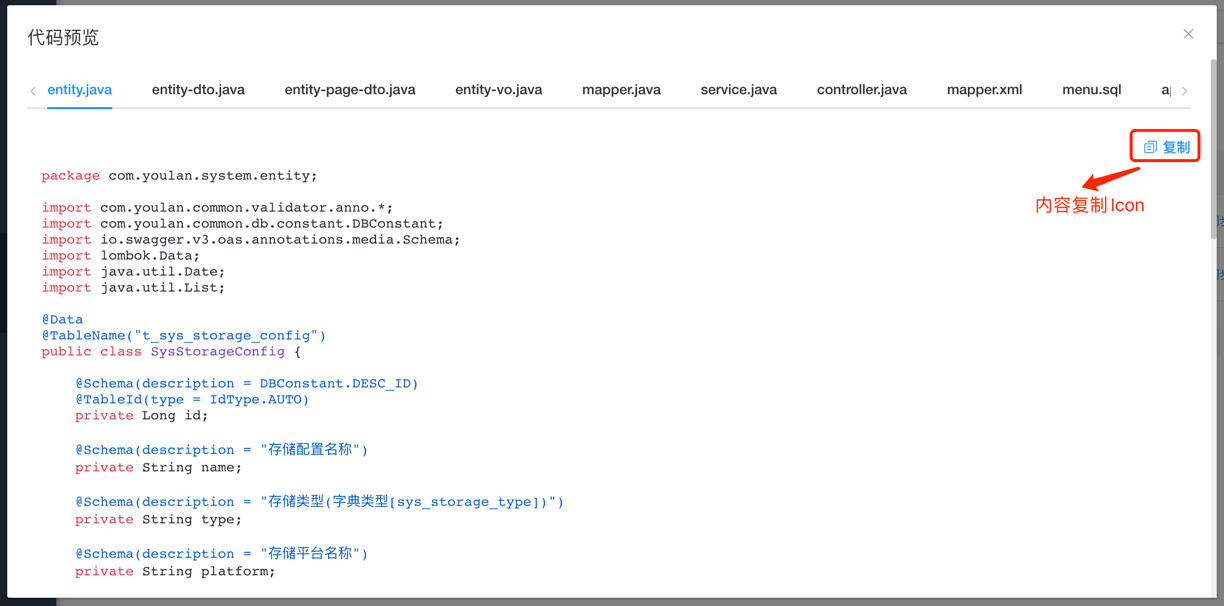 代码预览
entity.java entity-dto.java entity-page-dto.java entity-vo.java mapper.java service.java controller.java mapper.xml menu.sql
复制
内容复制Icon
package com.youlan.system.entity;
import com.youlan.common.validator.anno.*;
import com.youlan.common.db.constant.DBConstant;
import io.swagger.v3.oas.annotations.media.Schema;
import lombok.Data;
import java.util.Date;
import java.util.List;
@Data
@TableName("t_sys_storage_config")
public class SysStorageConfig {
@Schema(description = DBConstant.DESC_ID)
@TableId(type = IdType.AUTO)
private Long id;
@Schema(description = "存储配置名称")
private String name;
@Schema(description = "存储类型(字典类型[sys_storage_type])")
private String type;
@Schema(description = "存储平台名称")
private String platform;